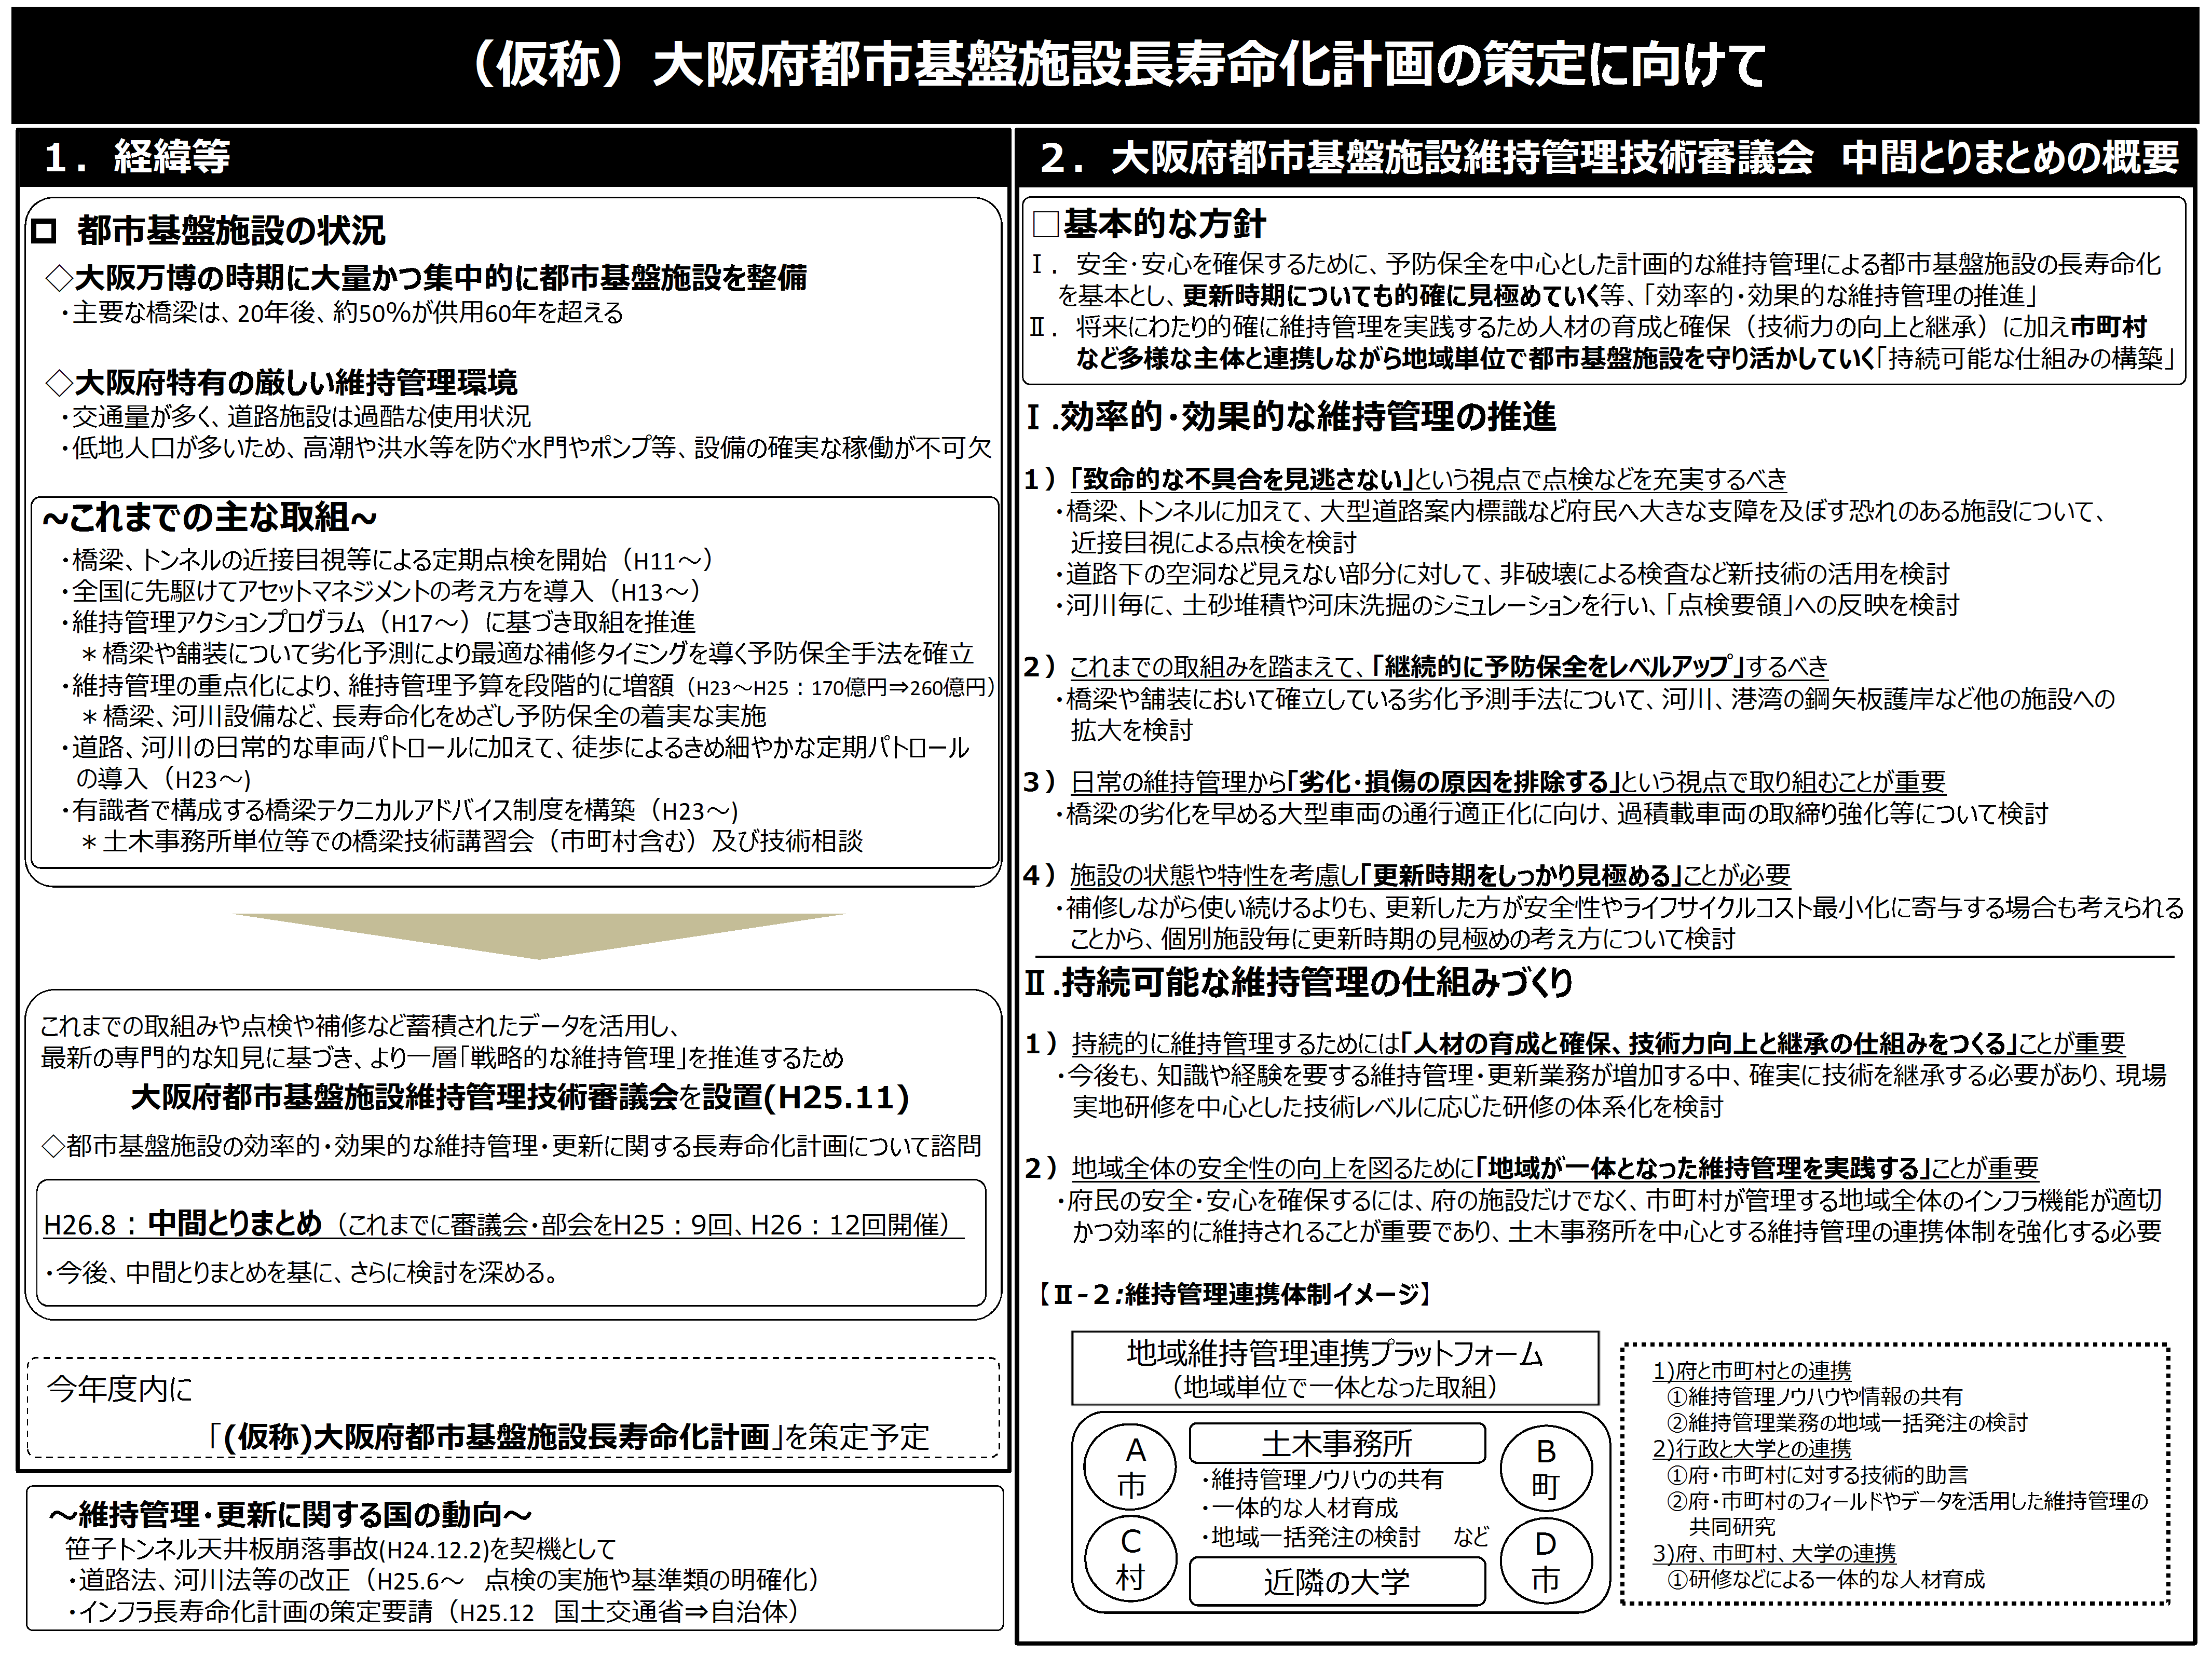 （仮称）大阪府都市基盤施設長寿命化計画の策定に向けて
１．経緯等
□ 都市基盤施設の状況
◇大阪万博の時期に大量かつ集中的に都市基盤施設を整備
・主要な橋梁は、20年後、約50％が供用60年を超える
◇大阪府特有の厳しい維持管理環境
・交通量が多く、道路施設は過酷な使用状況
・低地人口が多いため、高潮や洪水等を防ぐ水門やポンプ等、設備の確実な稼働が不可欠
~これまでの主な取組~
・橋梁、トンネルの近接目視等による定期点検を開始（H11～）
・全国に先駆けてアセットマネジメントの考え方を導入（H13～）
・維持管理アクションプログラム（H17～）に基づき取組を推進
＊橋梁や舗装について劣化予測により最適な補修タイミングを導く予防保全手法を確立
・維持管理の重点化により、維持管理予算を段階的に増額（H23～H25：170億円⇒260億円）
＊橋梁、河川設備など、長寿命化をめざし予防保全の着実な実施
・道路、河川の日常的な車両パトロールに加えて、徒歩によるきめ細やかな定期パトロール
の導入（H23～)
・有識者で構成する橋梁テクニカルアドバイス制度を構築（H23～)
＊土木事務所単位等での橋梁技術講習会（市町村含む）及び技術相談
これまでの取組みや点検や補修など蓄積されたデータを活用し、
最新の専門的な知見に基づき、より一層「戦略的な維持管理」を推進するため
大阪府都市基盤施設維持管理技術審議会を設置(H25.11)
◇都市基盤施設の効率的・効果的な維持管理・更新に関する長寿命化計画について諮問
H26.8：中間とりまとめ（これまでに審議会・部会をH25：9回、H26：12回開催）
・今後、中間とりまとめを基に、さらに検討を深める。
今年度内に
「(仮称)大阪府都市基盤施設長寿命化計画」を策定予定
～維持管理・更新に関する国の動向～
笹子トンネル天井板崩落事故(H24.12.2)を契機として
・道路法、河川法等の改正（H25.6～　点検の実施や基準類の明確化）
・インフラ長寿命化計画の策定要請（H25.12　国土交通省⇒自治体）
２．大阪府都市基盤施設維持管理技術審議会　中間とりまとめの概要
□基本的な方針
Ⅰ．安全・安心を確保するために、予防保全を中心とした計画的な維持管理による都市基盤施設の長寿命化
を基本とし、更新時期についても的確に見極めていく等、「効率的・効果的な維持管理の推進」
Ⅱ．将来にわたり的確に維持管理を実践するため人材の育成と確保（技術力の向上と継承）に加え市町村
など多様な主体と連携しながら地域単位で都市基盤施設を守り活かしていく「持続可能な仕組みの構築」
Ⅰ.効率的・効果的な維持管理の推進
１）「致命的な不具合を見逃さない」という視点で点検などを充実するべき
・橋梁、トンネルに加えて、大型道路案内標識など府民へ大きな支障を及ぼす恐れのある施設について、
近接目視による点検を検討
・道路下の空洞など見えない部分に対して、非破壊による検査など新技術の活用を検討
・河川毎に、土砂堆積や河床洗掘のシミュレーションを行い、「点検要領」への反映を検討
２）これまでの取組みを踏まえて、「継続的に予防保全をレベルアップ」するべき
・橋梁や舗装において確立している劣化予測手法について、河川、港湾の鋼矢板護岸など他の施設への
拡大を検討
３）日常の維持管理から「劣化・損傷の原因を排除する」という視点で取り組むことが重要
・橋梁の劣化を早める大型車両の通行適正化に向け、過積載車両の取締り強化等について検討
４）施設の状態や特性を考慮し「更新時期をしっかり見極める」ことが必要
・補修しながら使い続けるよりも、更新した方が安全性やライフサイクルコスト最小化に寄与する場合も考えられる
ことから、個別施設毎に更新時期の見極めの考え方について検討
Ⅱ.持続可能な維持管理の仕組みづくり
１）持続的に維持管理するためには「人材の育成と確保、技術力向上と継承の仕組みをつくる」ことが重要
・今後も、知識や経験を要する維持管理・更新業務が増加する中、確実に技術を継承する必要があり、現場
実地研修を中心とした技術レベルに応じた研修の体系化を検討
２）地域全体の安全性の向上を図るために「地域が一体となった維持管理を実践する」ことが重要
・府民の安全・安心を確保するには、府の施設だけでなく、市町村が管理する地域全体のインフラ機能が適切
かつ効率的に維持されることが重要であり、土木事務所を中心とする維持管理の連携体制を強化する必要
【Ⅱ-２:維持管理連携体制イメージ】
地域維持管理連携プラットフォーム
（地域単位で一体となった取組）
A
市
土木事務所
B
町
・維持管理ノウハウの共有
・一体的な人材育成
・地域一括発注の検討　など
C
村
近隣の大学
D
市
1)府と市町村との連携
①維持管理ノウハウや情報の共有
②維持管理業務の地域一括発注の検討
2)行政と大学との連携
①府・市町村に対する技術的助言
②府・市町村のフィールドやデータを活用した維持管理の
共同研究
3)府、市町村、大学の連携
①研修などによる一体的な人材育成